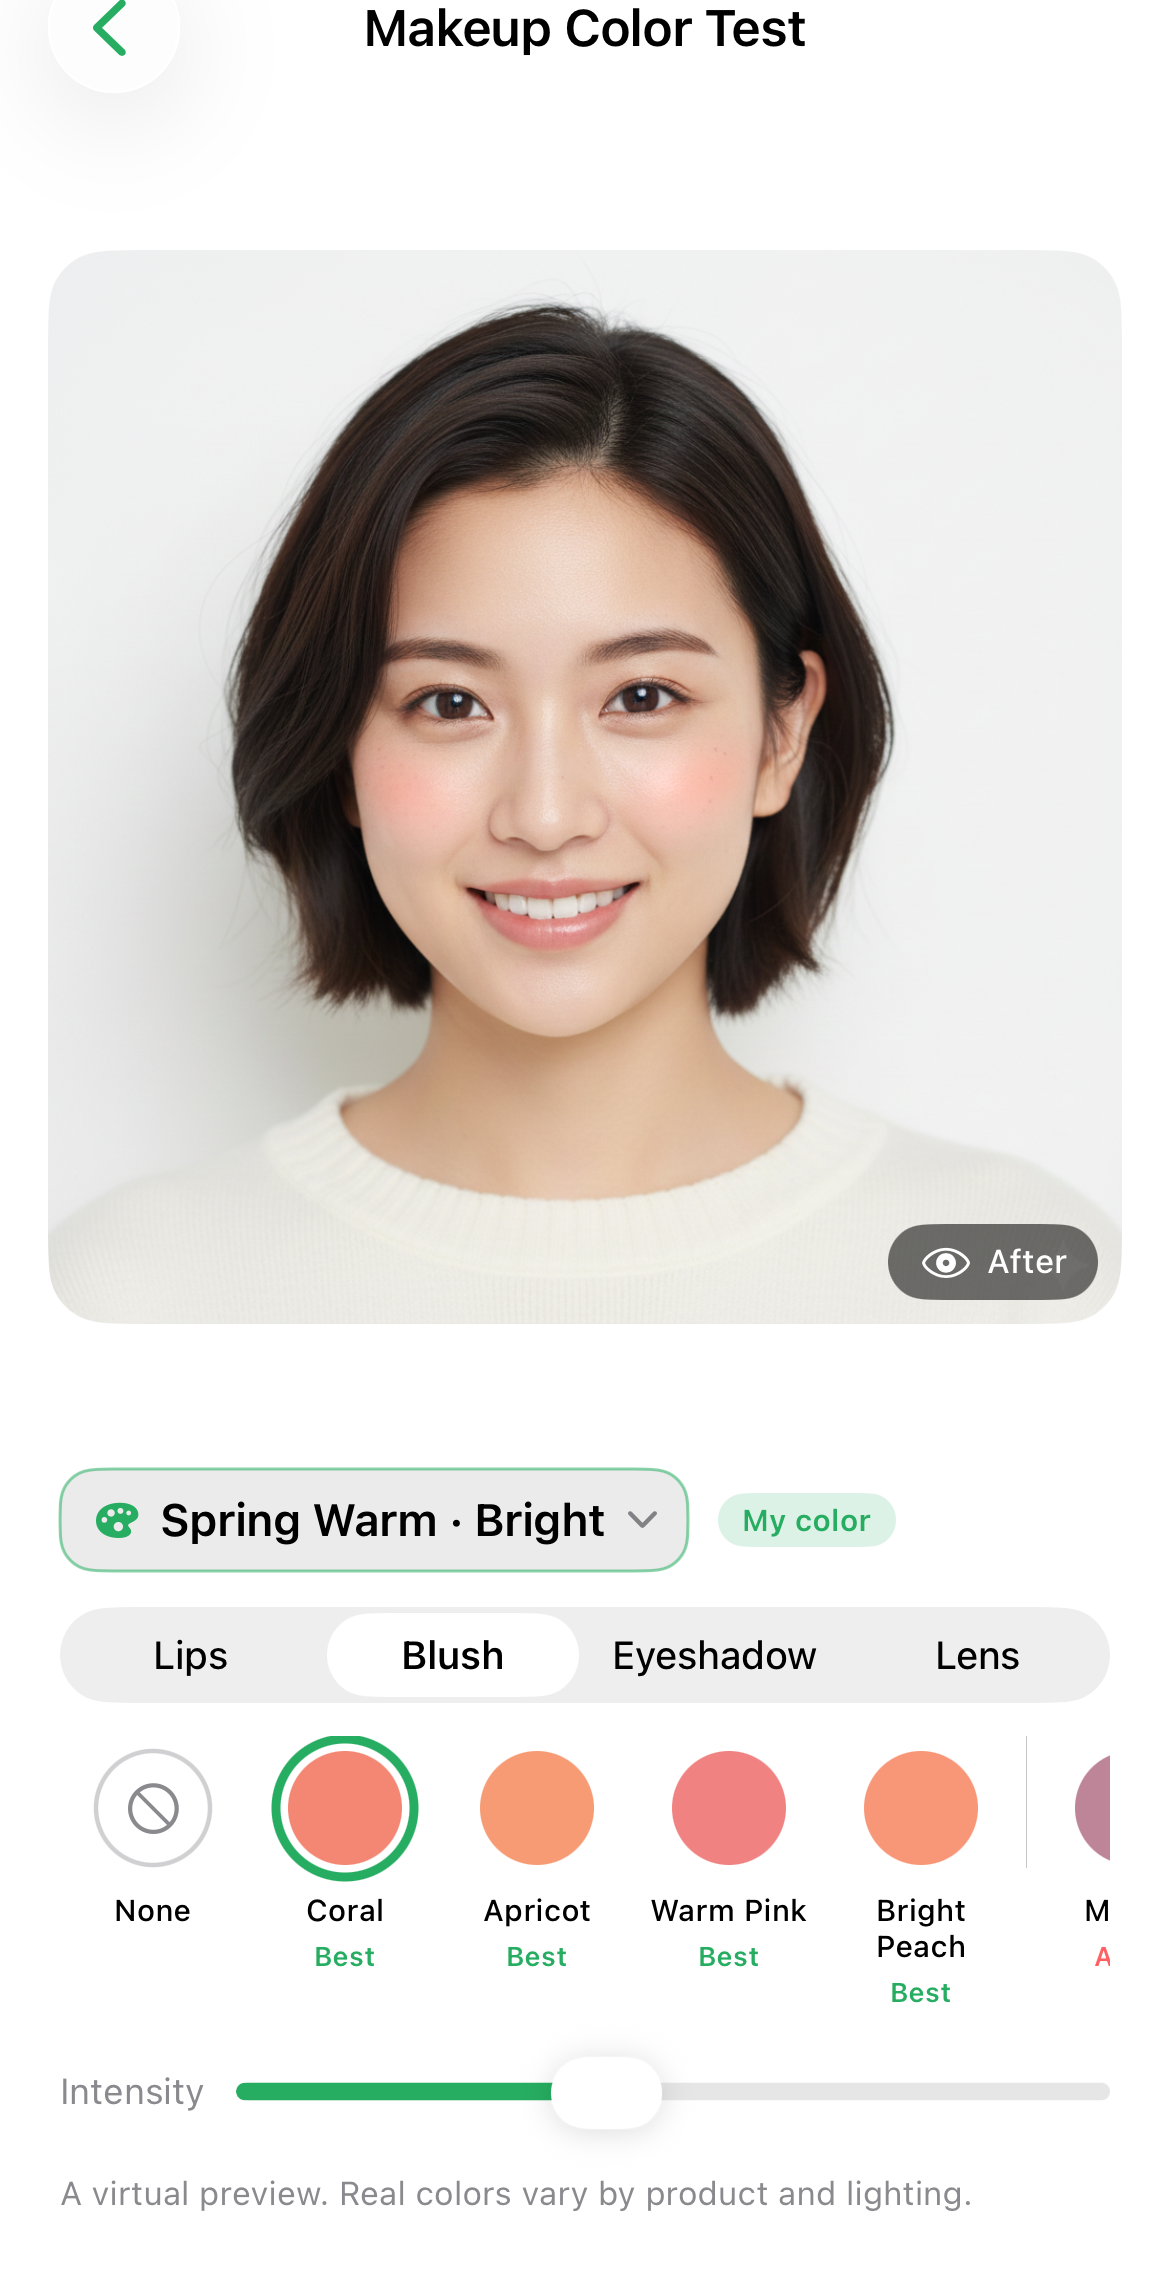 Makeup Color Test
After
Spring Warm · Bright
My color
Lips Blush Eyeshadow Lens
None Coral Apricot Warm Pink Bright Peach M
Best Best Best Best A
Intensity
A virtual preview. Real colors vary by product and lighting.